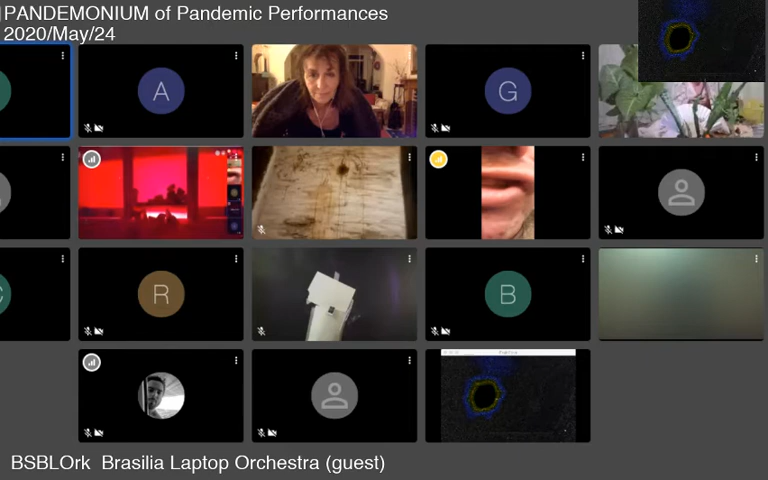 PANDEMONIUM of Pandemic Performances
2020/May/24
A
G
R
B
BSBLOrk Brasilia Laptop Orchestra (guest)